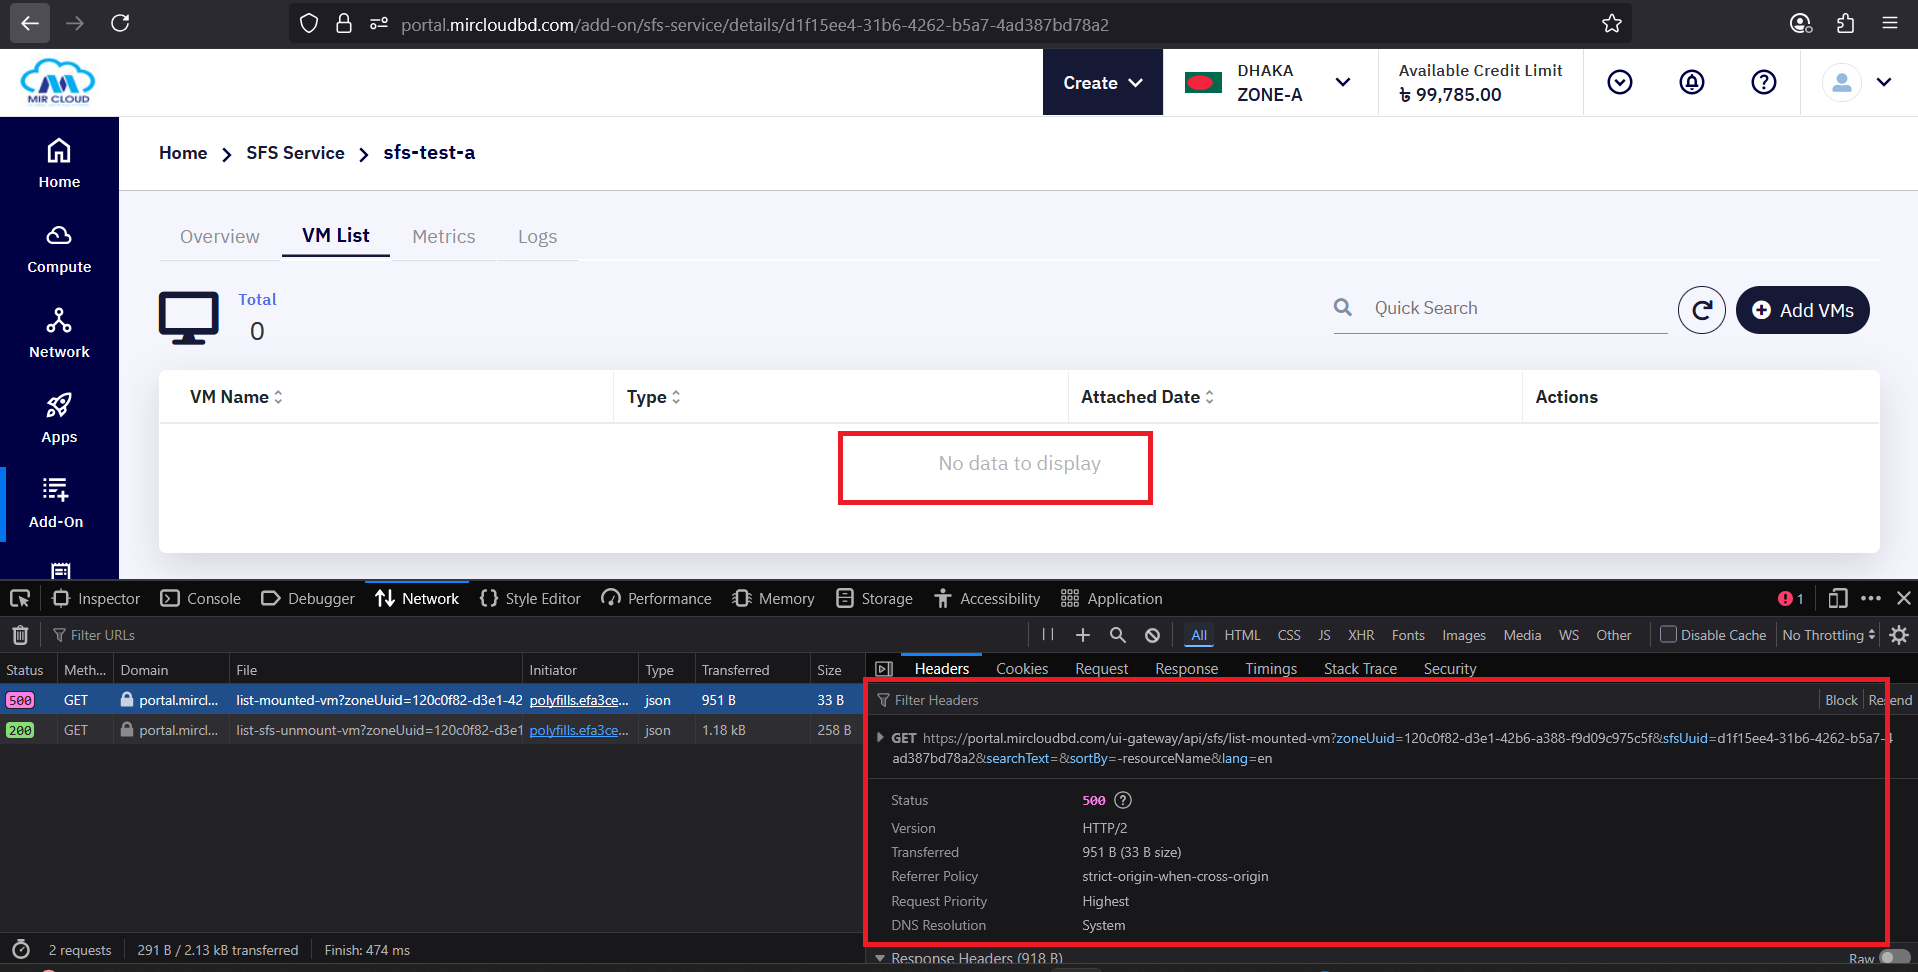 portal.mircloudbd.com/add-on/sfs-service/details/d1f15ee4-31b6-4262-b5a7-4ad387bd78a2
MIR CLOUD
Create
DHAKA
ZONE-A
Available Credit Limit
৳ 99,785.00
Home
Compute
Network
Apps
Add-On
Home > SFS Service > sfs-test-a
Overview VM List Metrics Logs
Total
0
Quick Search
Add VMs
VM Name Type Attached Date Actions
No data to display
Inspector Console Debugger Network Style Editor Performance Memory Storage Accessibility Application 1
Filter URLs All HTML CSS JS XHR Fonts Images Media WS Other Disable Cache No Throttling
Status Meth... Domain File Initiator Type Transferred Size
500 GET portal.mircl... list-mounted-vm?zoneUuid=120c0f82-d3e1-42 polyfills.efa3ce... json 951 B 33 B
200 GET portal.mircl... list-sfs-unmount-vm?zoneUuid=120c0f82-d3e1 polyfills.efa3ce... json 1.18 kB 258 B
2 requests 291 B / 2.13 kB transferred Finish: 474 ms
Headers Cookies Request Response Timings Stack Trace Security
Filter Headers Block Resend
GET https://portal.mircloudbd.com/ui-gateway/api/sfs/list-mounted-vm?zoneUuid=120c0f82-d3e1-42b6-a388-f9d09c975c5f&sfsUuid=d1f15ee4-31b6-4262-b5a7-4
ad387bd78a2&searchText=&sortBy=-resourceName&lang=en
Status 500
Version HTTP/2
Transferred 951 B (33 B size)
Referrer Policy strict-origin-when-cross-origin
Request Priority Highest
DNS Resolution System
Response Headers (918 B) Raw